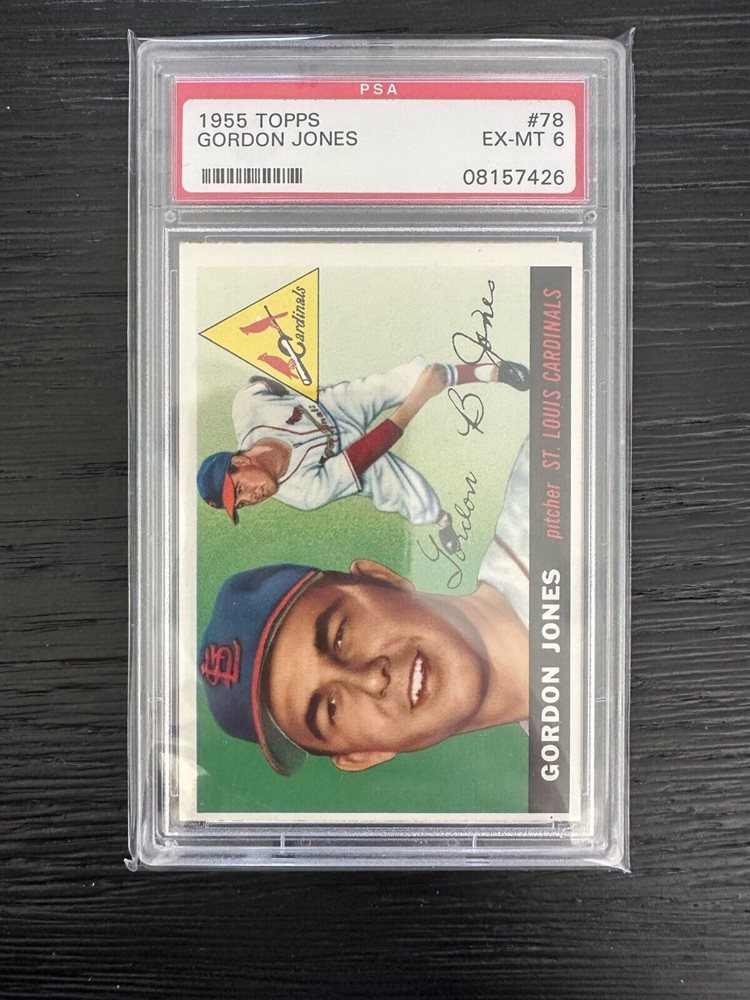 PSA
1955 TOPPS #78
GORDON JONES EX-MT 6
08157426
Cardinals
Gordon B Jones
GORDON JONES pitcher ST. LOUIS CARDINALS
StL